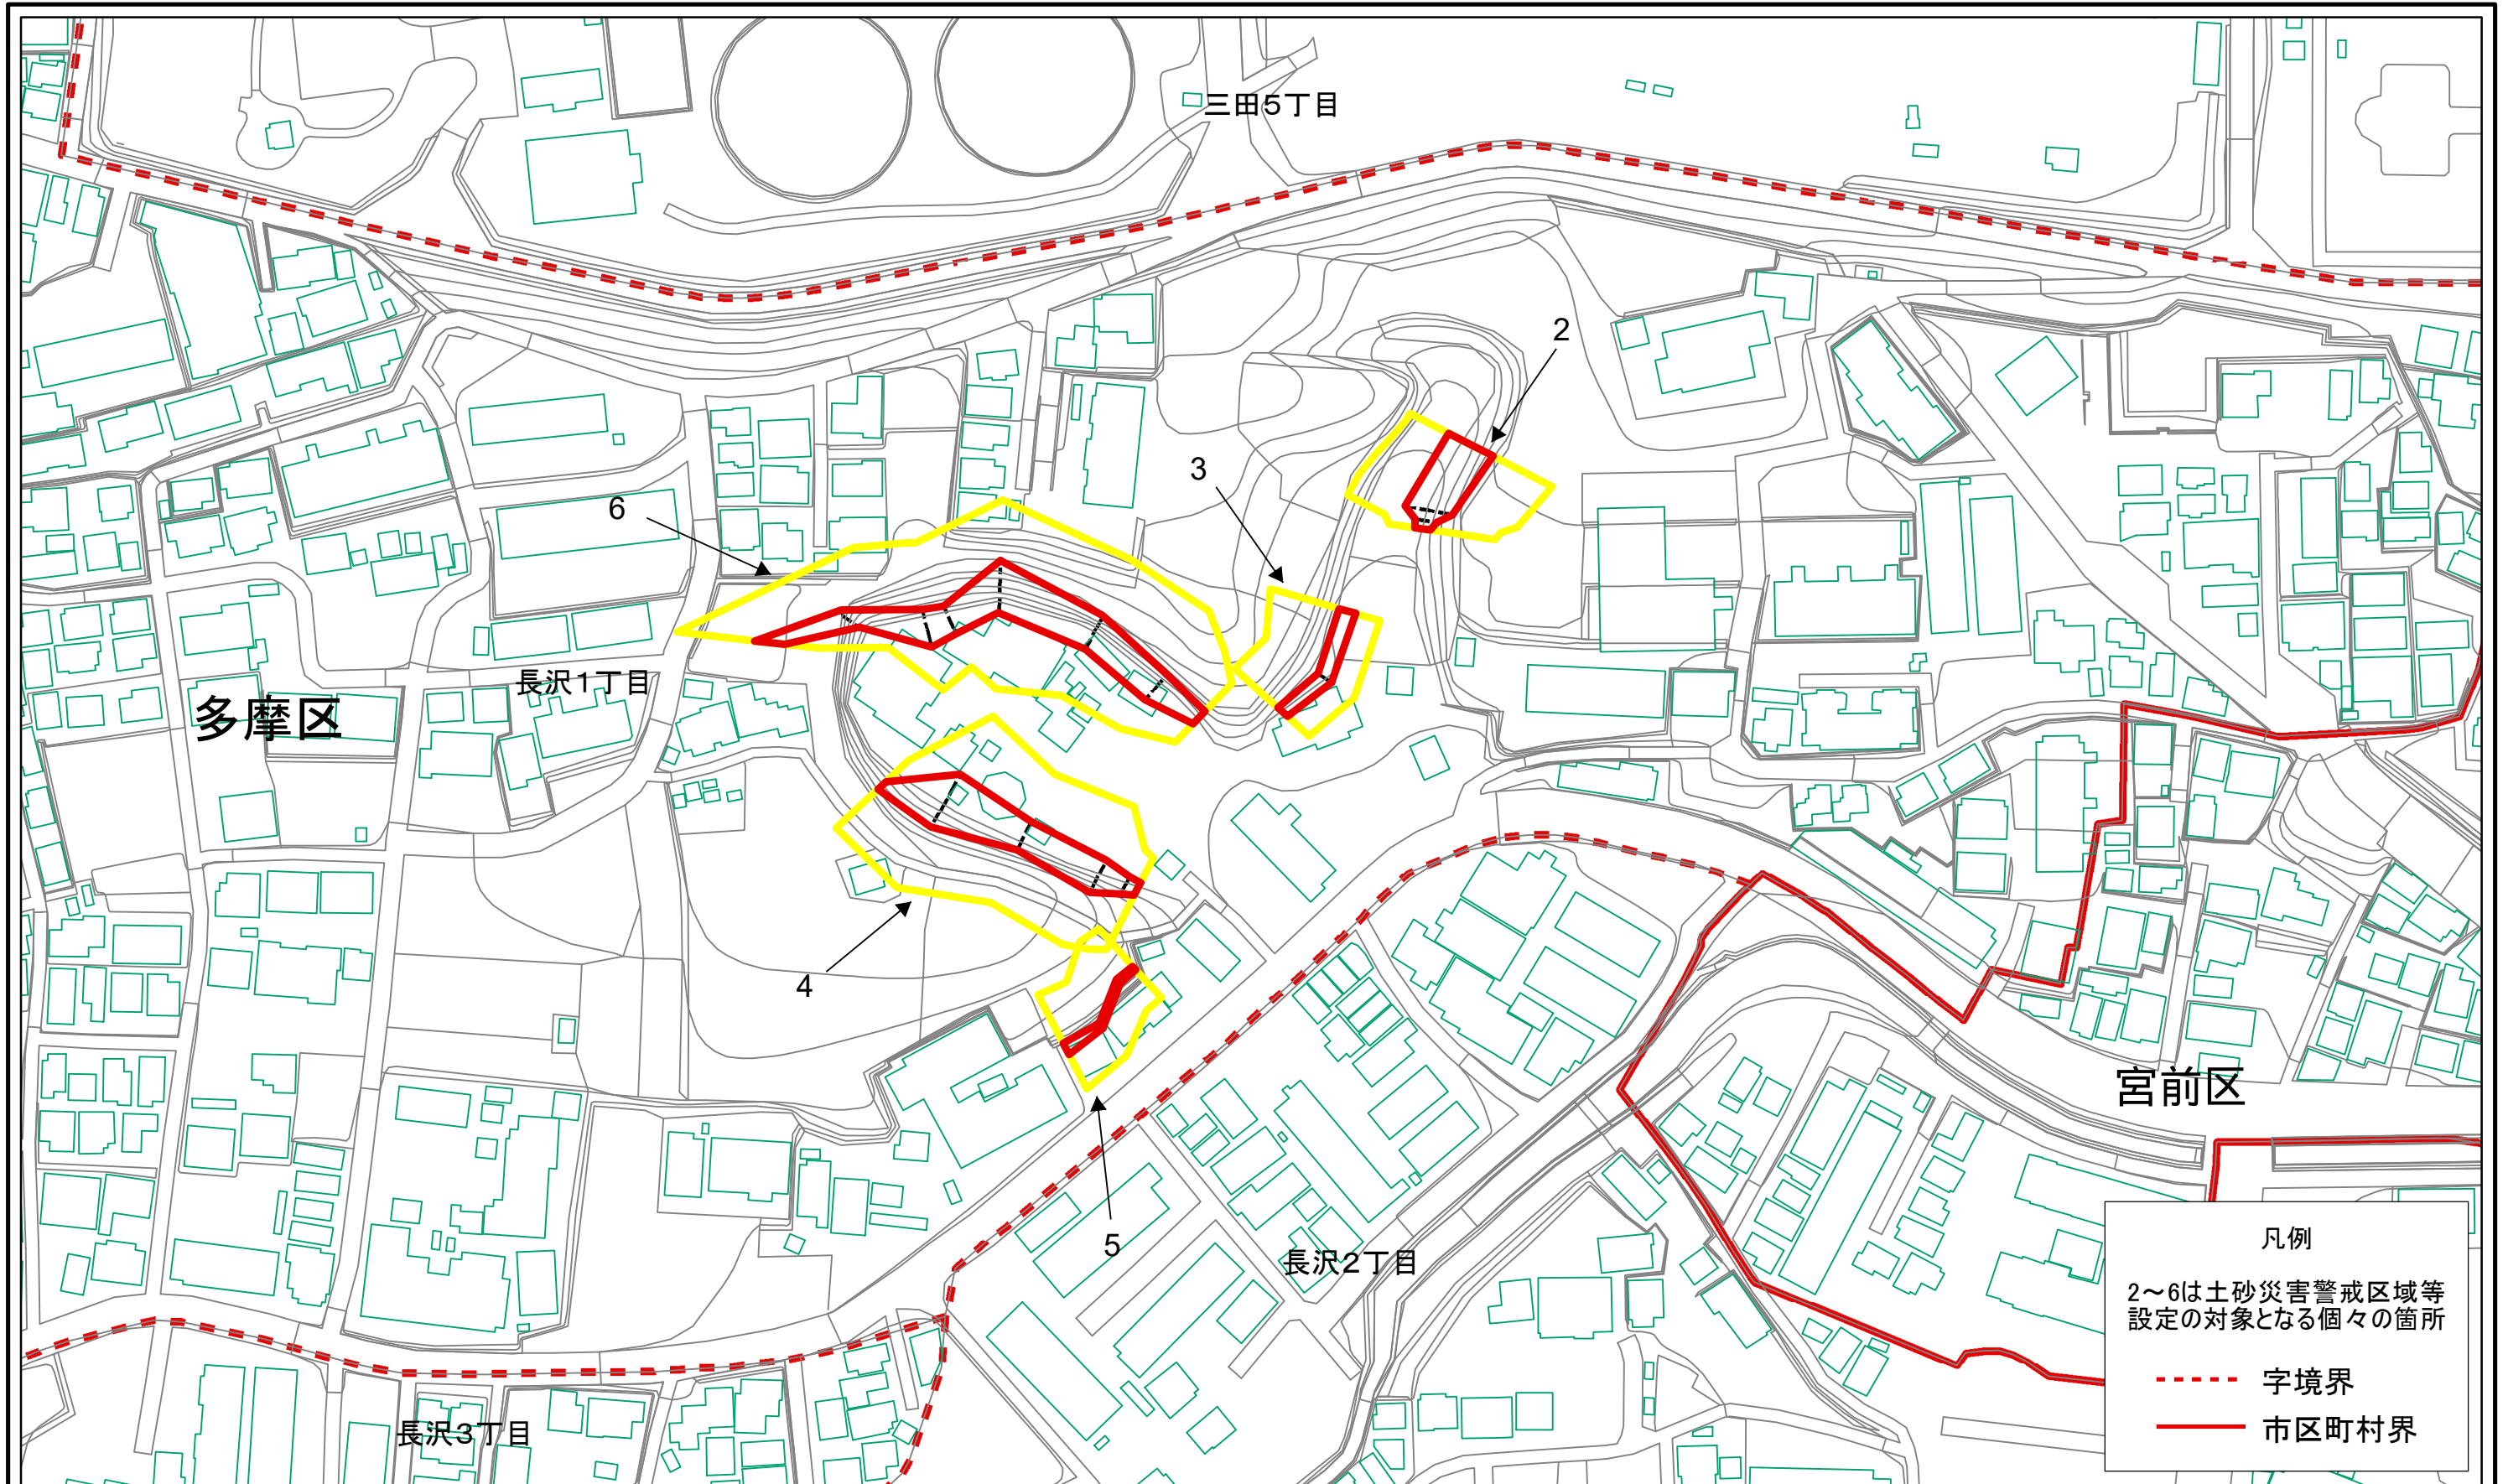 三田5丁目
2
3
6
長沢1丁目
多摩区
4
宮前区
5
長沢2丁目
凡例
2~6は土砂災害警戒区域等
設定の対象となる個々の箇所
字境界
市区町村界
長沢3丁目